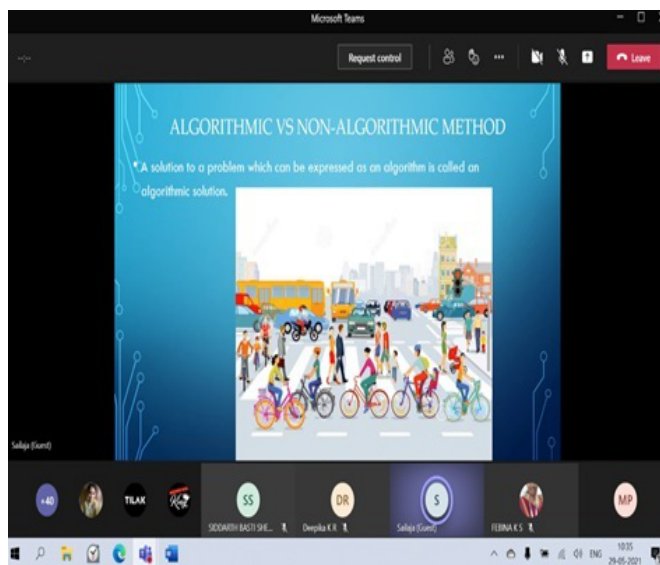 Microsoft Teams
--:--
Request control
Leave
ALGORITHMIC VS NON-ALGORITHMIC METHOD
A solution to a problem which can be expressed as an algorithm is called an
algorithmic solution.
Sailaja (Guest)
+40
TILAK
SS
DR
S
MP
SIDDARTH BASTI SHE...
Deepika K R
Sailaja (Guest)
FEBINA K S
ENG
10:35
29-05-2021